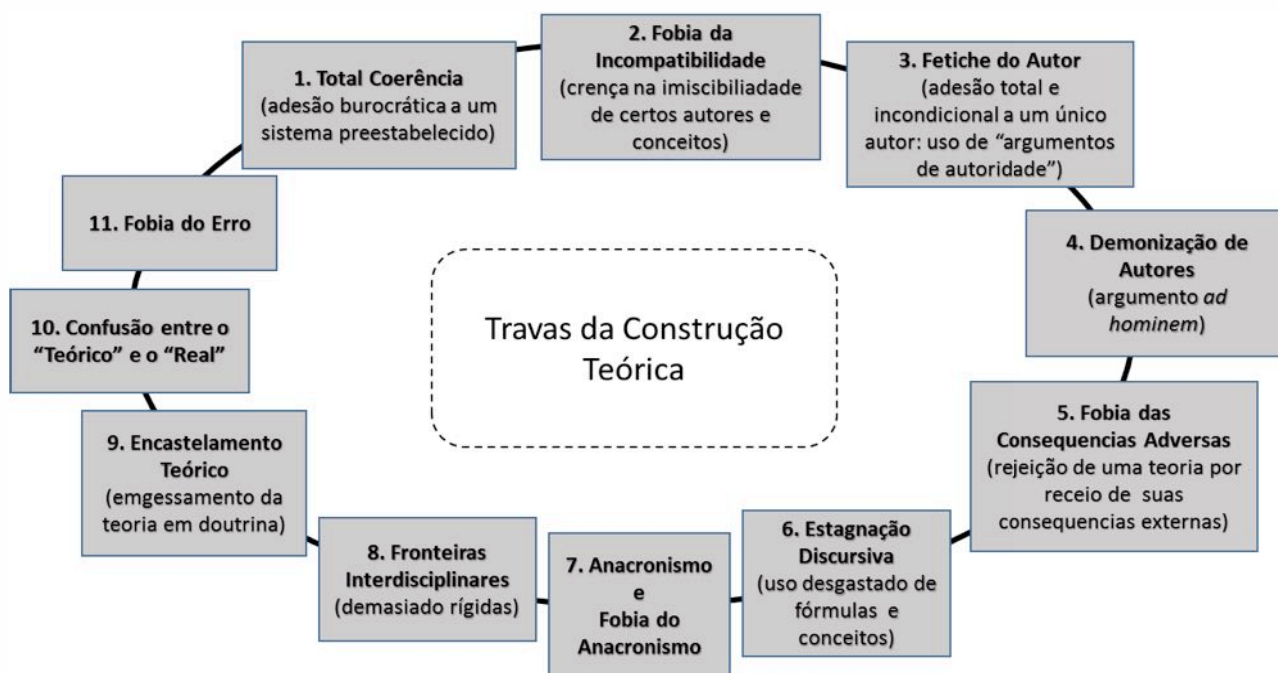 1. Total Coerência
(adesão burocrática a um
sistema preestabelecido)
2. Fobia da
Incompatibilidade
(crença na imiscibiliadade
de certos autores e
conceitos)
3. Fetiche do Autor
(adesão total e
incondicional a um único
autor: uso de “argumentos
de autoridade”)
4. Demonização de
Autores
(argumento ad
hominem)
5. Fobia das
Consequencias Adversas
(rejeição de uma teoria por
receio de suas
consequencias externas)
6. Estagnação
Discursiva
(uso desgastado de
fórmulas e
conceitos)
7. Anacronismo
e
Fobia do
Anacronismo
8. Fronteiras
Interdisciplinares
(demasiado rígidas)
9. Encastelamento
Teórico
(emgessamento da
teoria em doutrina)
10. Confusão entre o
“Teórico” e o “Real”
11. Fobia do Erro
Travas da Construção
Teórica